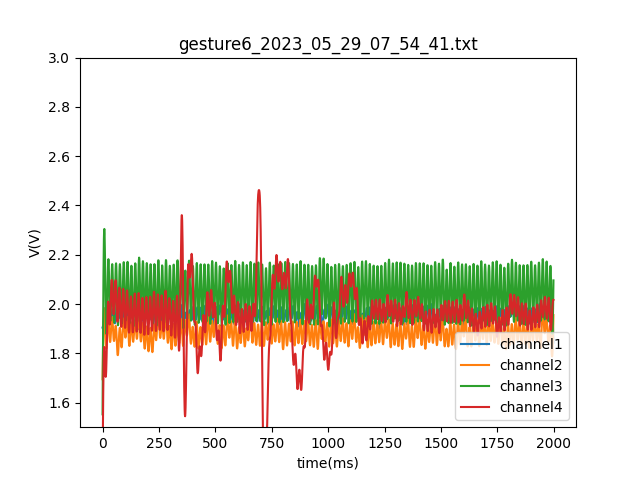 gesture6_2023_05_29_07_54_41.txt
3.0
2.8
2.6
2.4
2.2
2.0
1.8
1.6
V(V)
channel1
channel2
channel3
channel4
0 250 500 750 1000 1250 1500 1750 2000
time(ms)